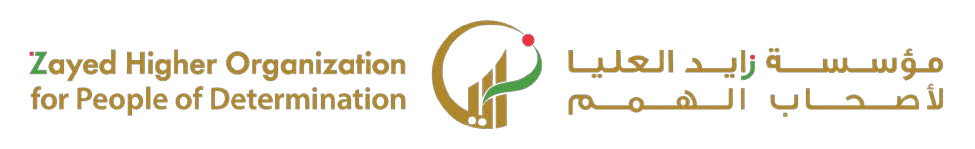 Zayed Higher Organization
for People of Determination
مؤسسة زايد العليا
لأصحاب الهمم